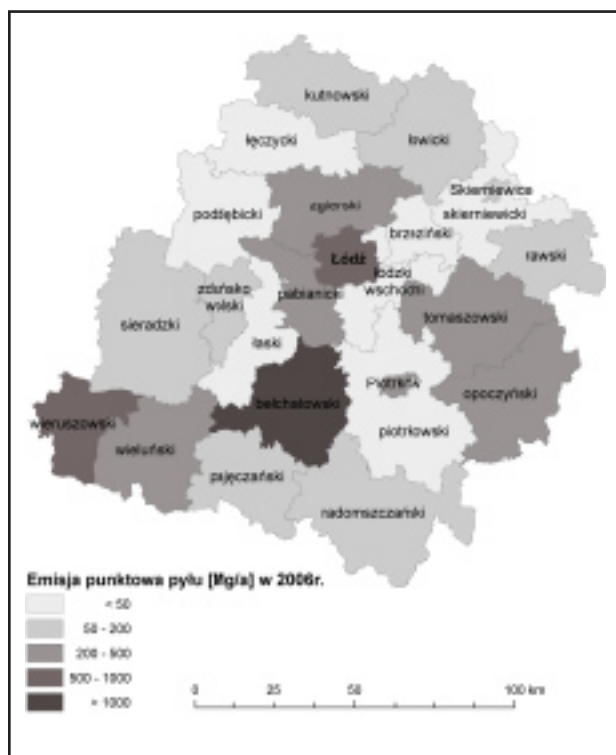 kutnowski
łęczycki
łowicki
Skierniewice
zgierski
poddębicki
skierniewicki
brzeziński
Łódź
rawski
łódzki
wschodni
zduńsko
wolski
pabianicki
tomaszowski
sieradzki
łaski
Piotrków
opoczyński
bełchatowski
wieruszowski
piotrkowski
wieluński
pajęczański
radomszczański
Emisja punktowa pyłu [Mg/a] w 2006r.
< 50
50 - 200
200 - 500
500 - 1000
> 1000
0 25 50 100 km